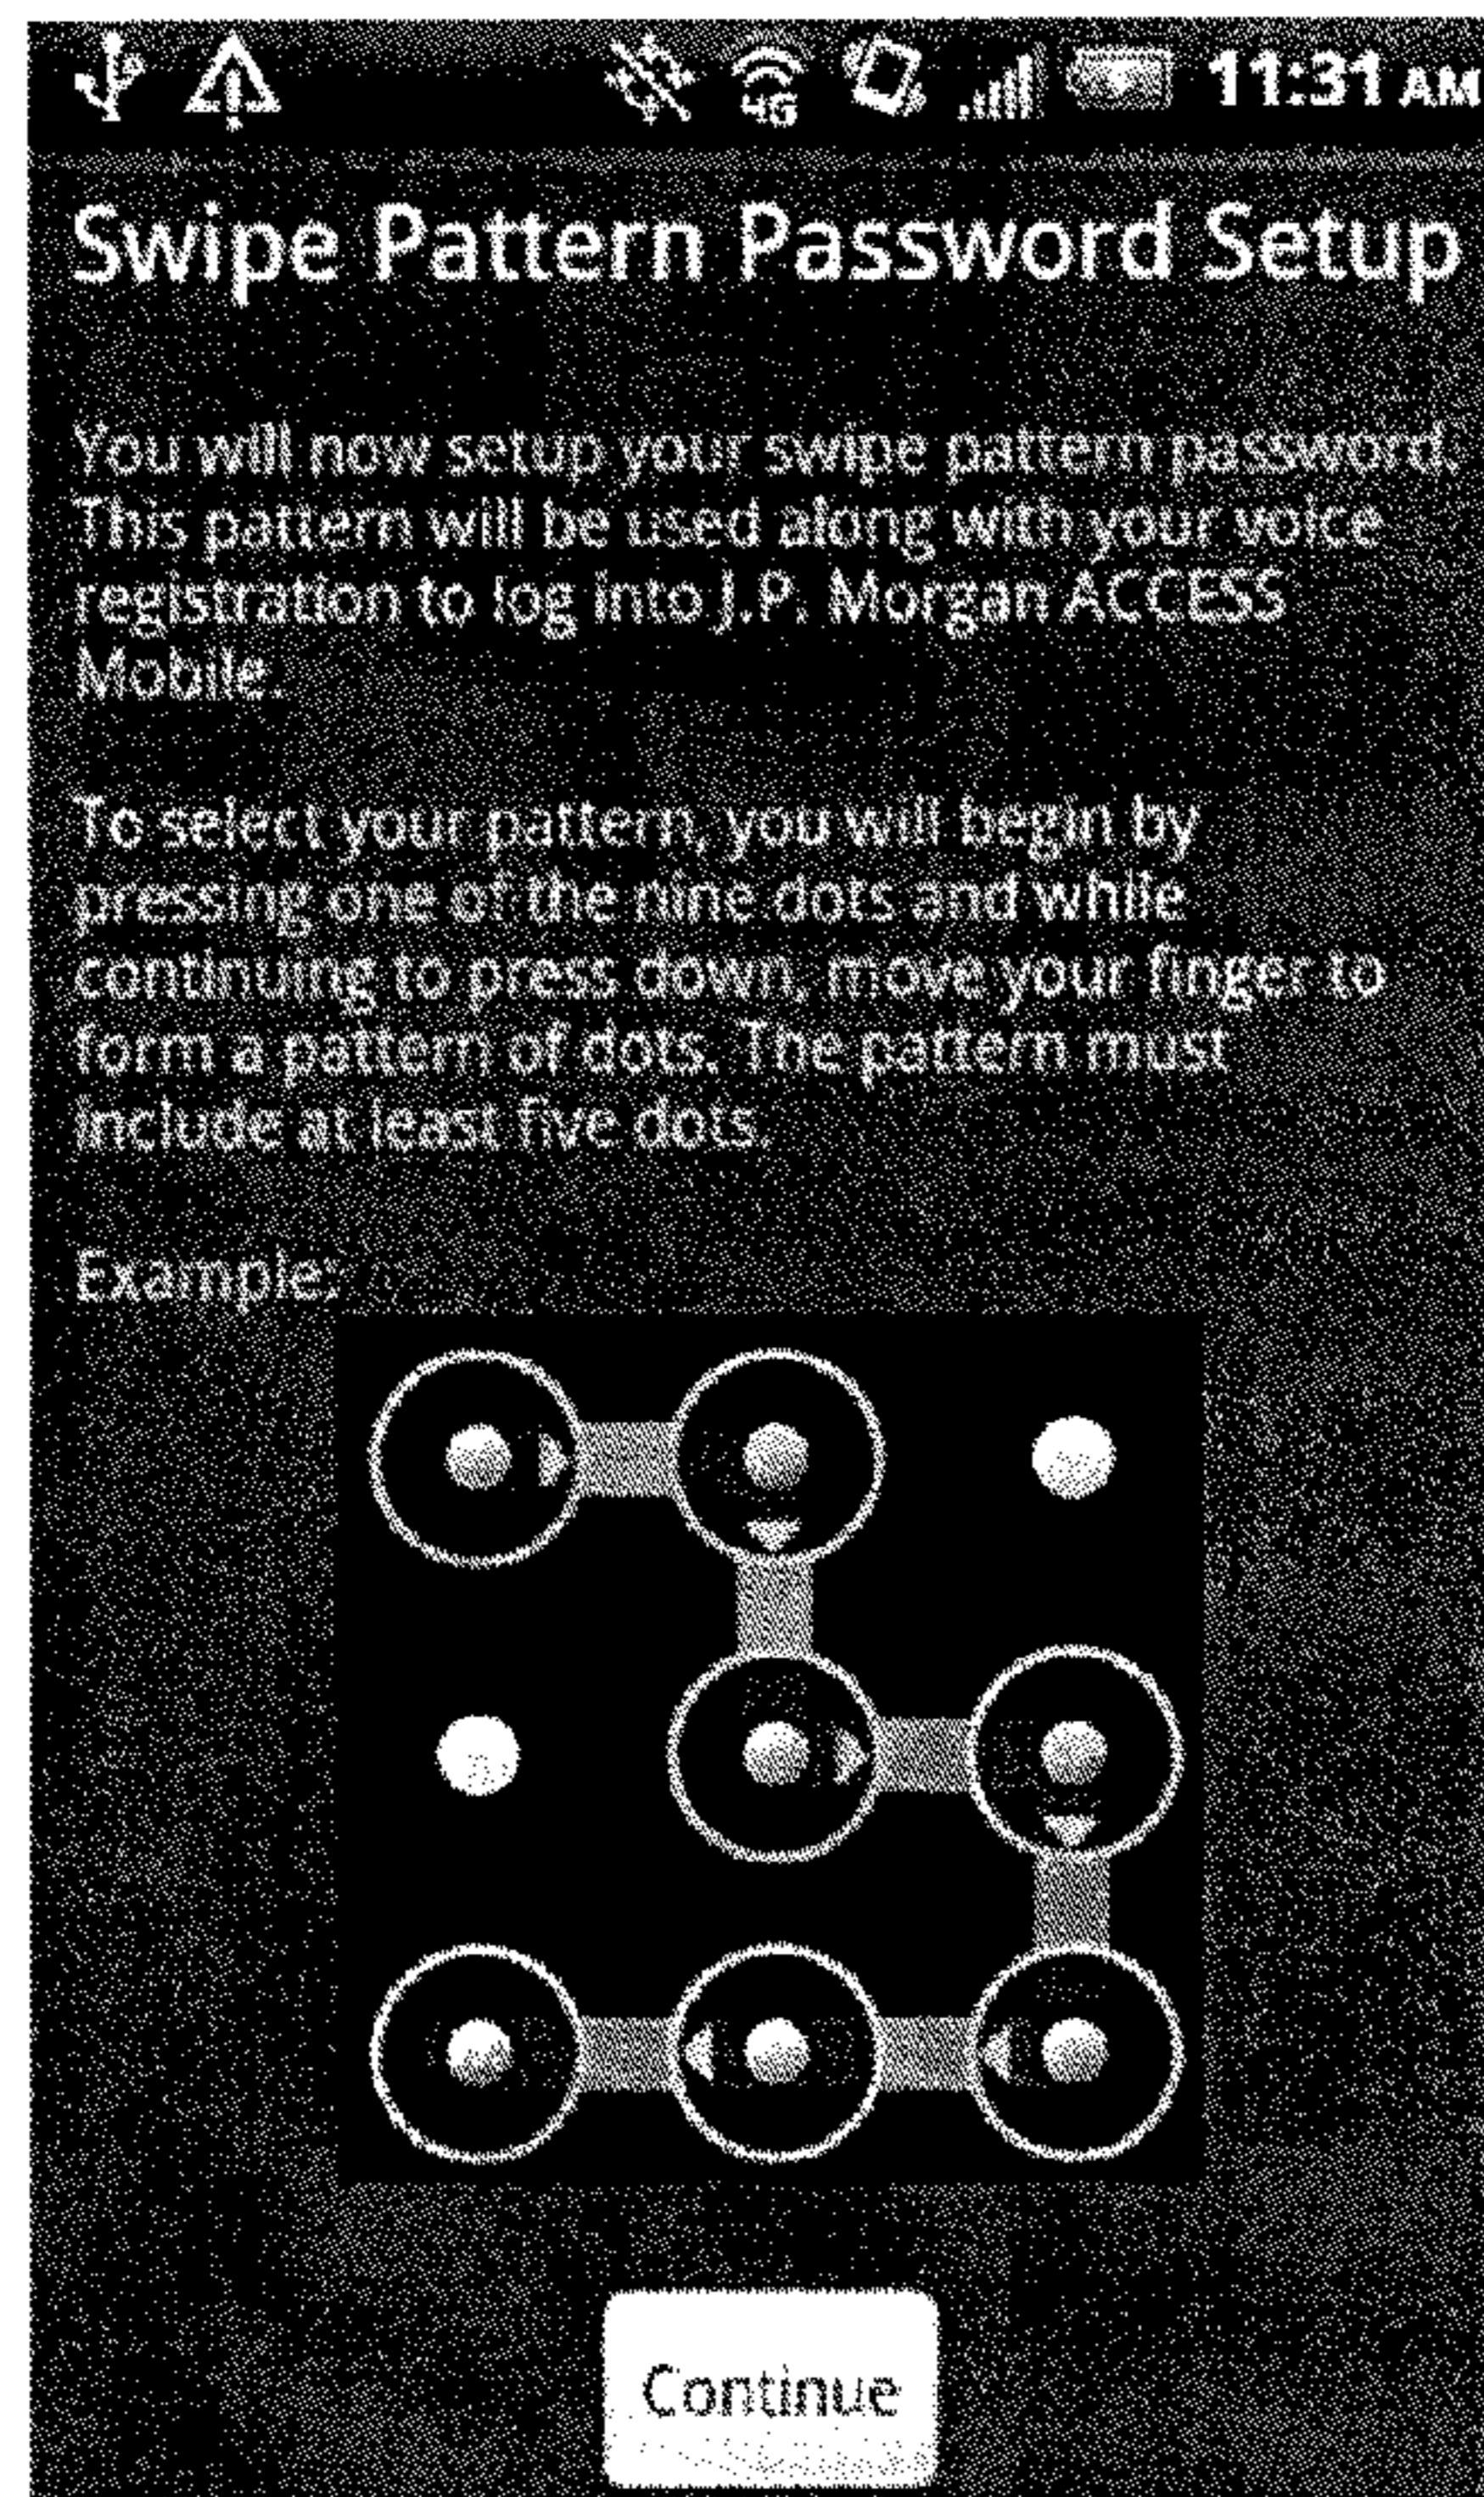 4G 11:31 AM
Swipe Pattern Password Setup
You will now setup your swipe pattern password.
This pattern will be used along with your voice
registration to log into J.P. Morgan ACCESS
Mobile.
To select your pattern, you will begin by
pressing one of the nine dots and while
continuing to press down, move your finger to
form a pattern of dots. The pattern must
include at least five dots.
Example:
Continue